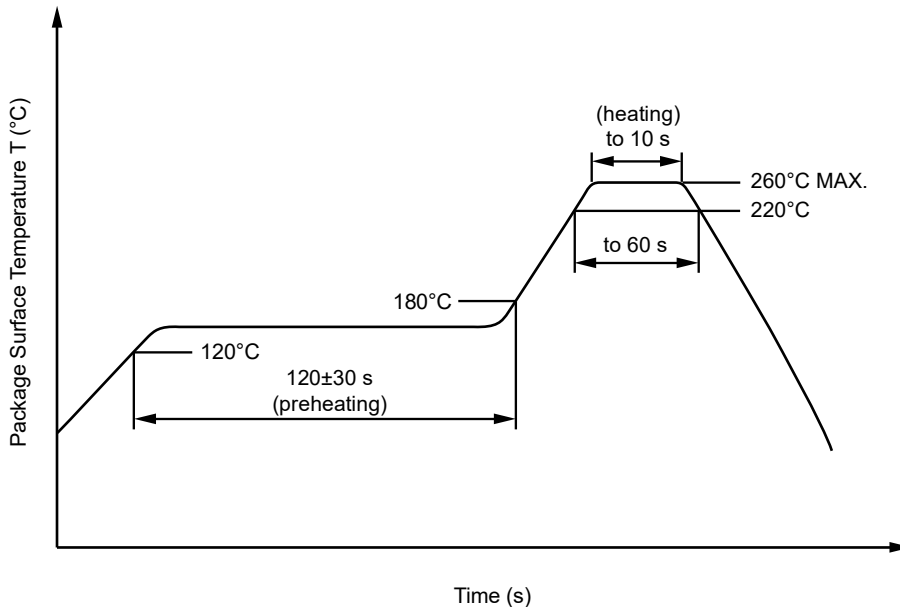 Package Surface Temperature T (°C)
(heating)
to 10 s
260°C MAX.
220°C
to 60 s
180°C
120°C
120±30 s
(preheating)
Time (s)